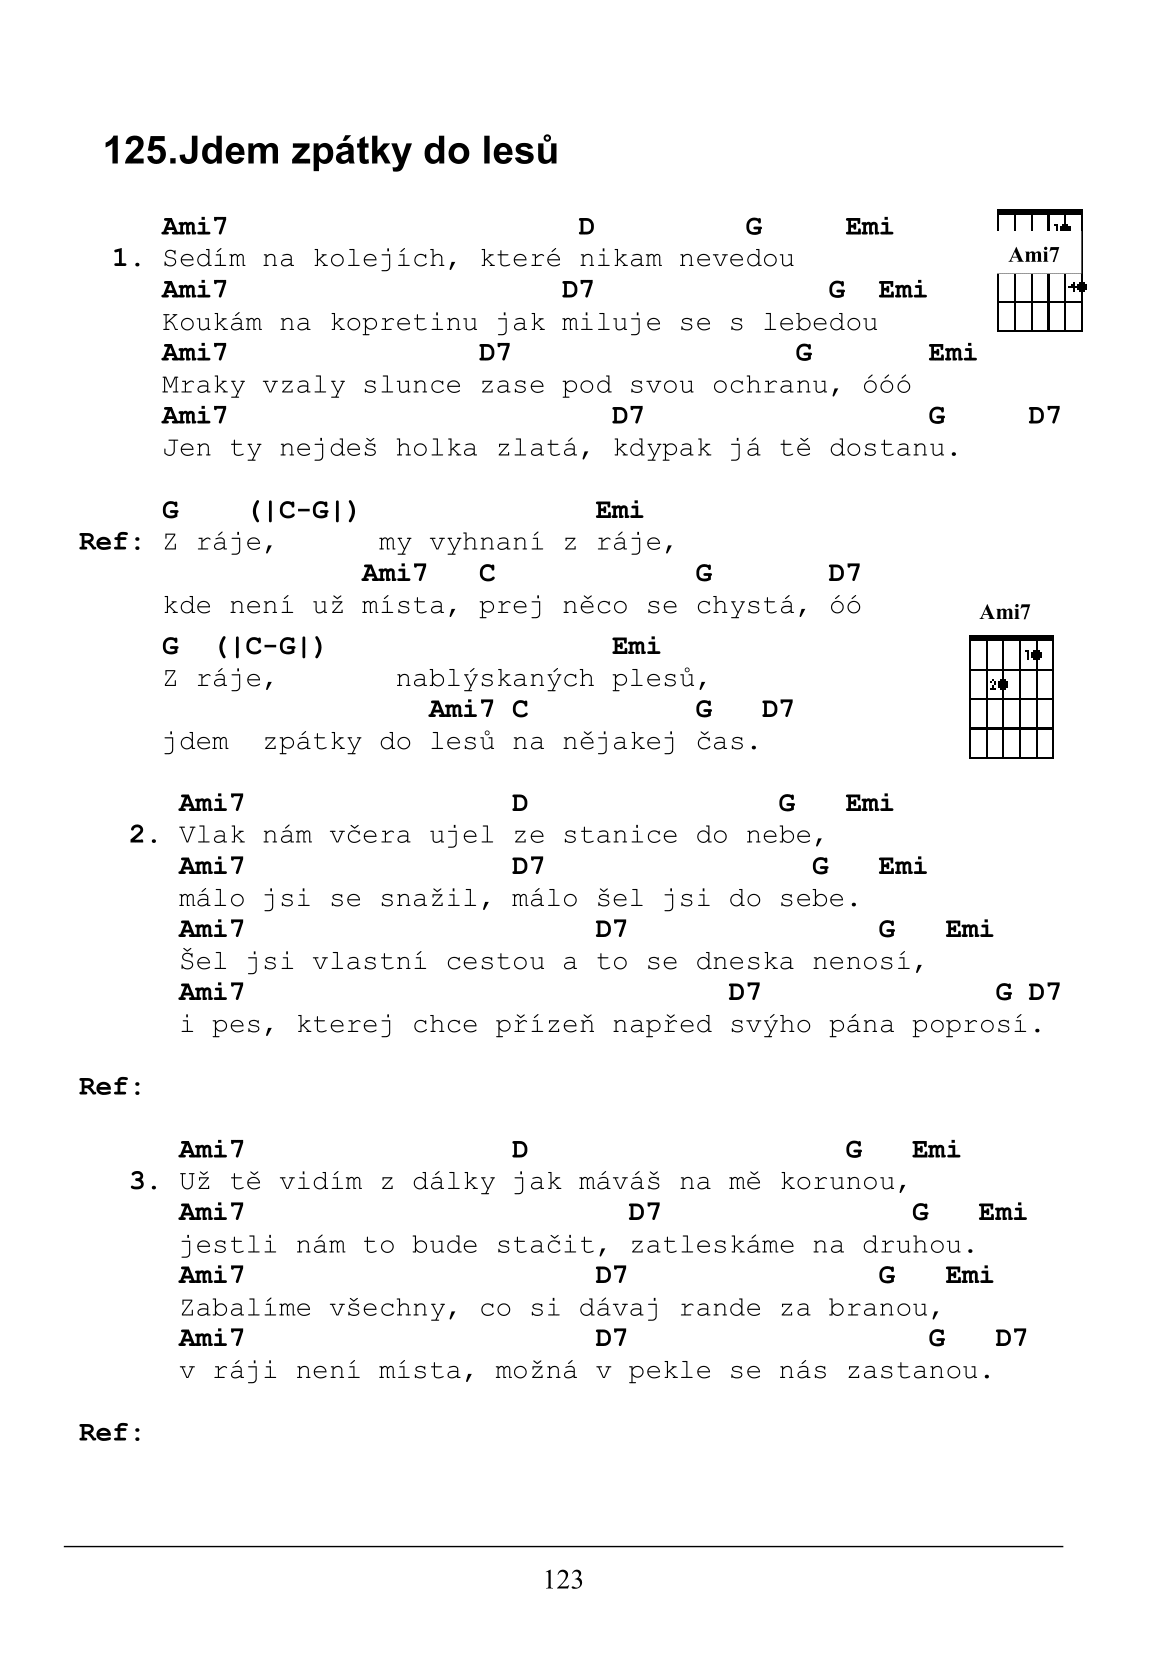 125.Jdem zpátky do lesů
Ami7 D G Emi
1. Sedím na kolejích, které nikam nevedou
Ami7 D7 G Emi
Koukám na kopretinu jak miluje se s lebedou
Ami7 D7 G Emi
Mraky vzaly slunce zase pod svou ochranu, óóó
Ami7 D7 G D7
Jen ty nejdeš holka zlatá, kdypak já tě dostanu.
Ami7
1
4
G (|C-G|) Emi
Ref: Z ráje, my vyhnaní z ráje,
Ami7 C G D7
kde není už místa, prej něco se chystá, óó
G (|C-G|) Emi
Z ráje, nablýskaných plesů,
Ami7 C G D7
jdem zpátky do lesů na nějakej čas.
Ami7
1
2
Ami7 D G Emi
2. Vlak nám včera ujel ze stanice do nebe,
Ami7 D7 G Emi
málo jsi se snažil, málo šel jsi do sebe.
Ami7 D7 G Emi
Šel jsi vlastní cestou a to se dneska nenosí,
Ami7 D7 G D7
i pes, kterej chce přízeň napřed svýho pána poprosí.
Ref:
Ami7 D G Emi
3. Už tě vidím z dálky jak máváš na mě korunou,
Ami7 D7 G Emi
jestli nám to bude stačit, zatleskáme na druhou.
Ami7 D7 G Emi
Zabalíme všechny, co si dávaj rande za branou,
Ami7 D7 G D7
v ráji není místa, možná v pekle se nás zastanou.
Ref:
123